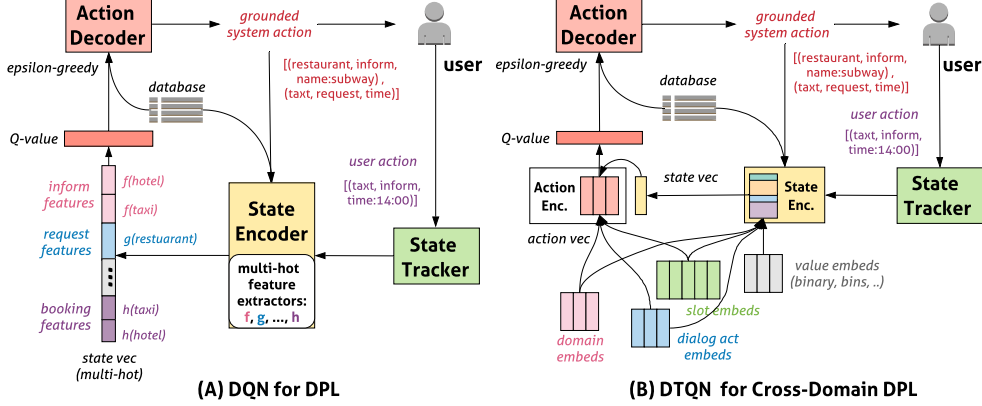 Action
Decoder
grounded
system action
epsilon-greedy
[(restaurant, inform,
name:subway) ,
(taxt, request, time)]
user
database
Q-value
user action
[(taxt, inform,
time:14:00)]
inform
features
f(hotel)
f(taxi)
request
features
g(restuarant)
booking
features
h(taxi)
h(hotel)
state vec
(multi-hot)
State
Encoder
multi-hot
feature
extractors:
f, g, ..., h
State
Tracker
(A) DQN for DPL
Action
Decoder
grounded
system action
epsilon-greedy
[(restaurant, inform,
name:subway) ,
(taxt, request, time)]
user
database
Q-value
user action
[(taxt, inform,
time:14:00)]
Action
Enc.
state vec
State
Enc.
State
Tracker
action vec
value embeds
(binary, bins, ..)
slot embeds
domain
embeds
dialog act
embeds
(B) DTQN for Cross-Domain DPL